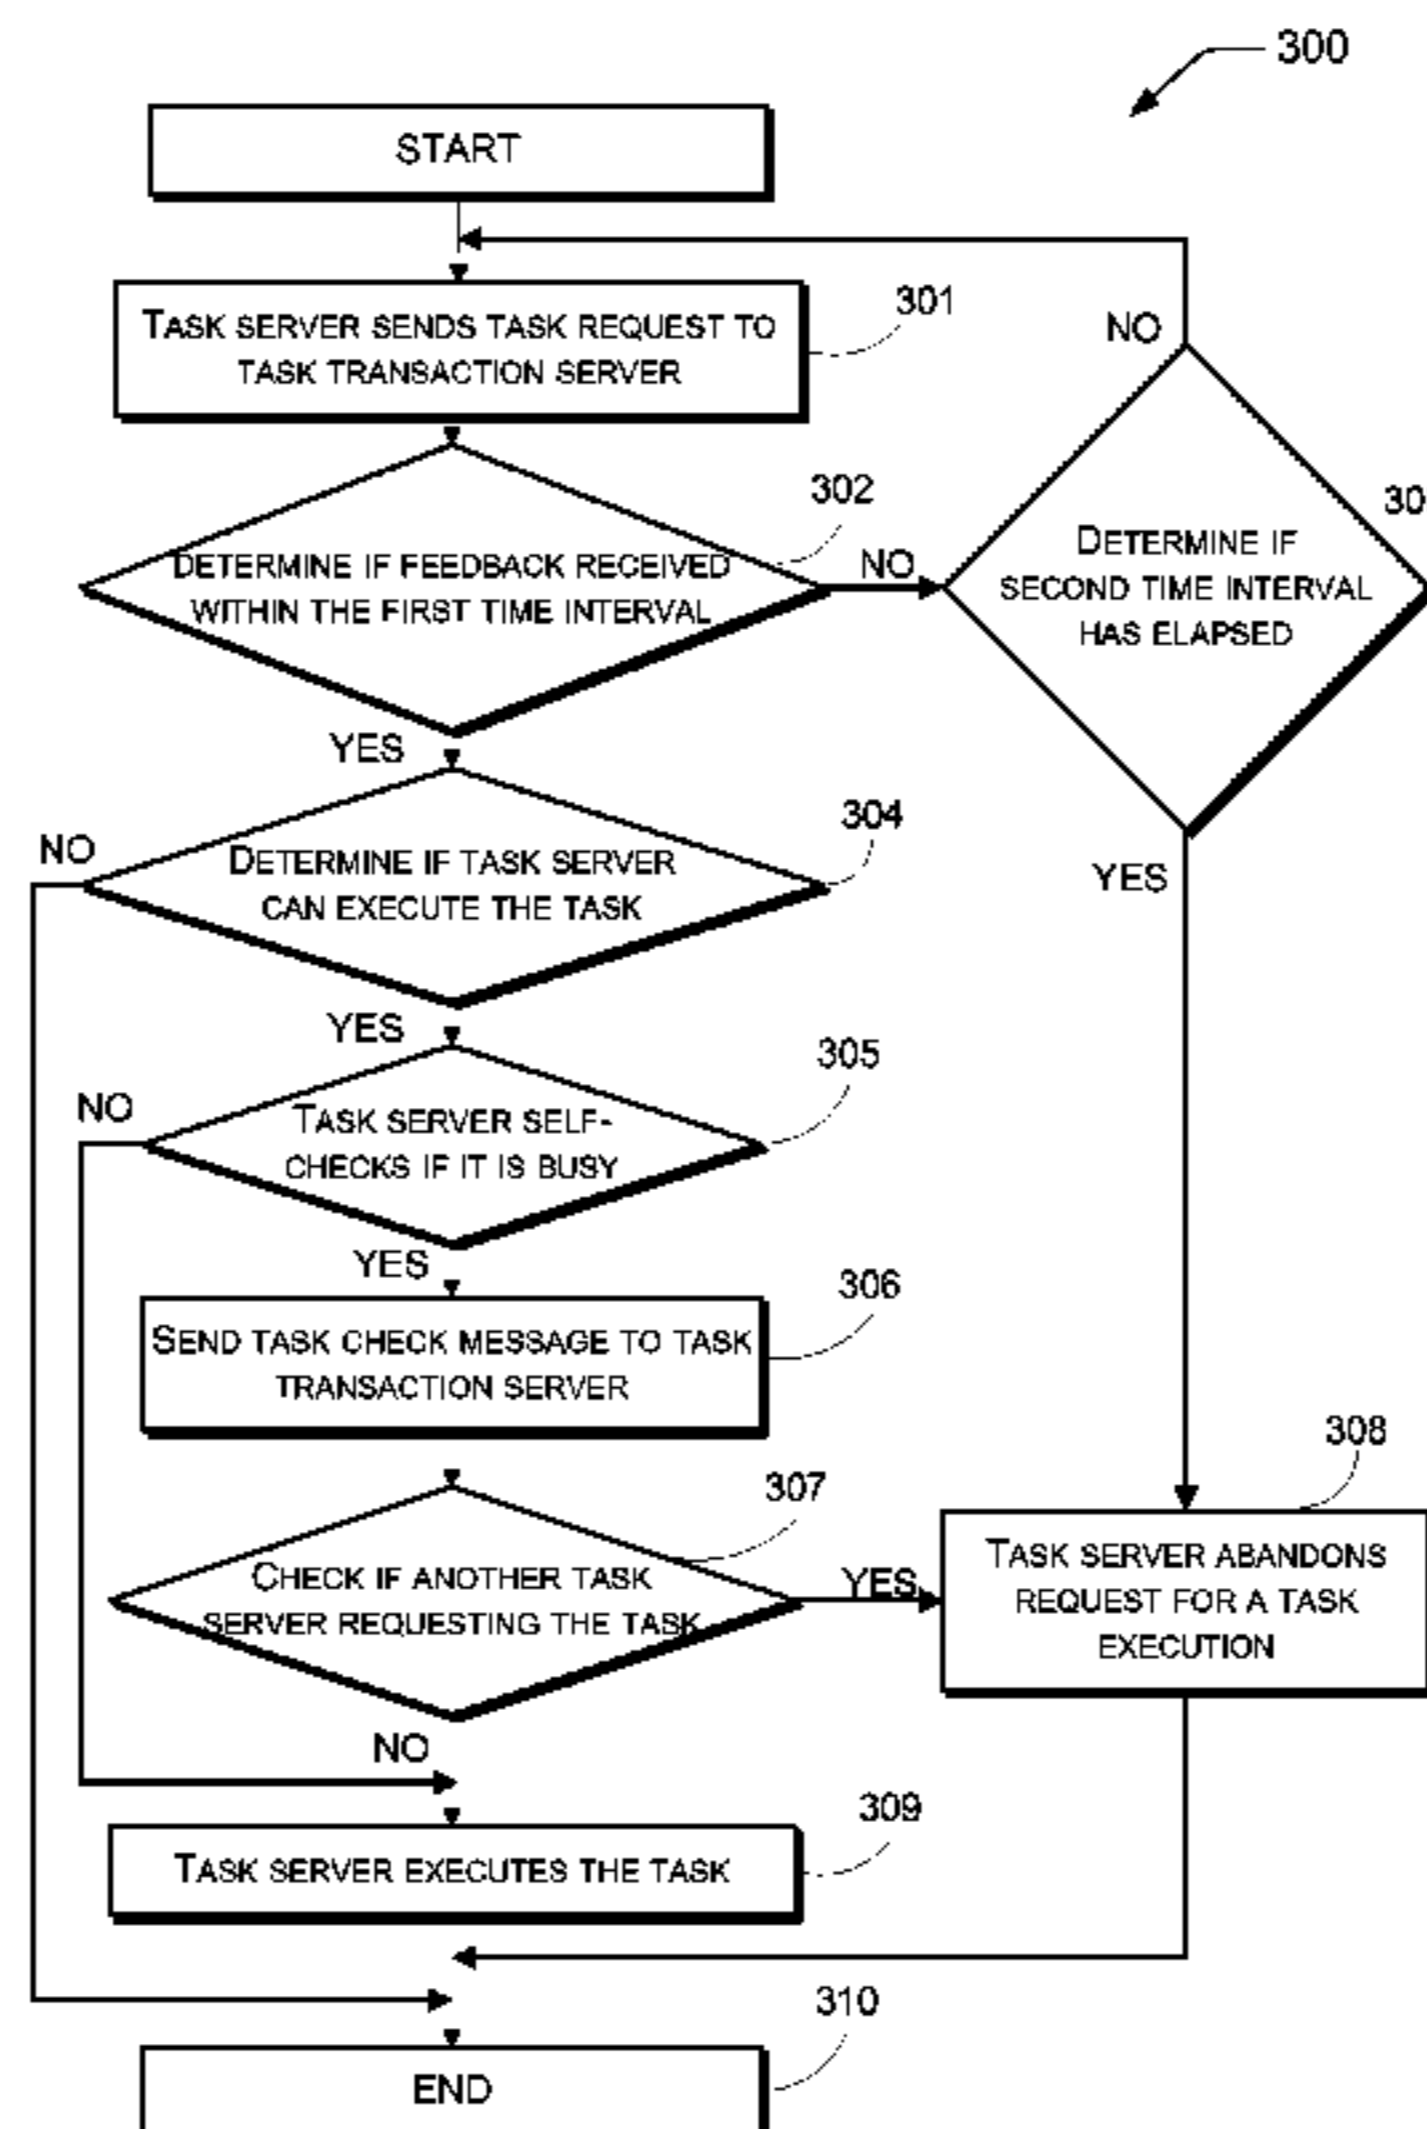 300
START
TASK SERVER SENDS TASK REQUEST TO
TASK TRANSACTION SERVER
301
NO
DETERMINE IF FEEDBACK RECEIVED
WITHIN THE FIRST TIME INTERVAL
302
NO
DETERMINE IF
SECOND TIME INTERVAL
HAS ELAPSED
30
YES
YES
NO
DETERMINE IF TASK SERVER
CAN EXECUTE THE TASK
304
YES
NO
TASK SERVER SELF-
CHECKS IF IT IS BUSY
305
YES
SEND TASK CHECK MESSAGE TO TASK
TRANSACTION SERVER
306
CHECK IF ANOTHER TASK
SERVER REQUESTING THE TASK
307
YES
308
TASK SERVER ABANDONS
REQUEST FOR A TASK
EXECUTION
NO
TASK SERVER EXECUTES THE TASK
309
END
310